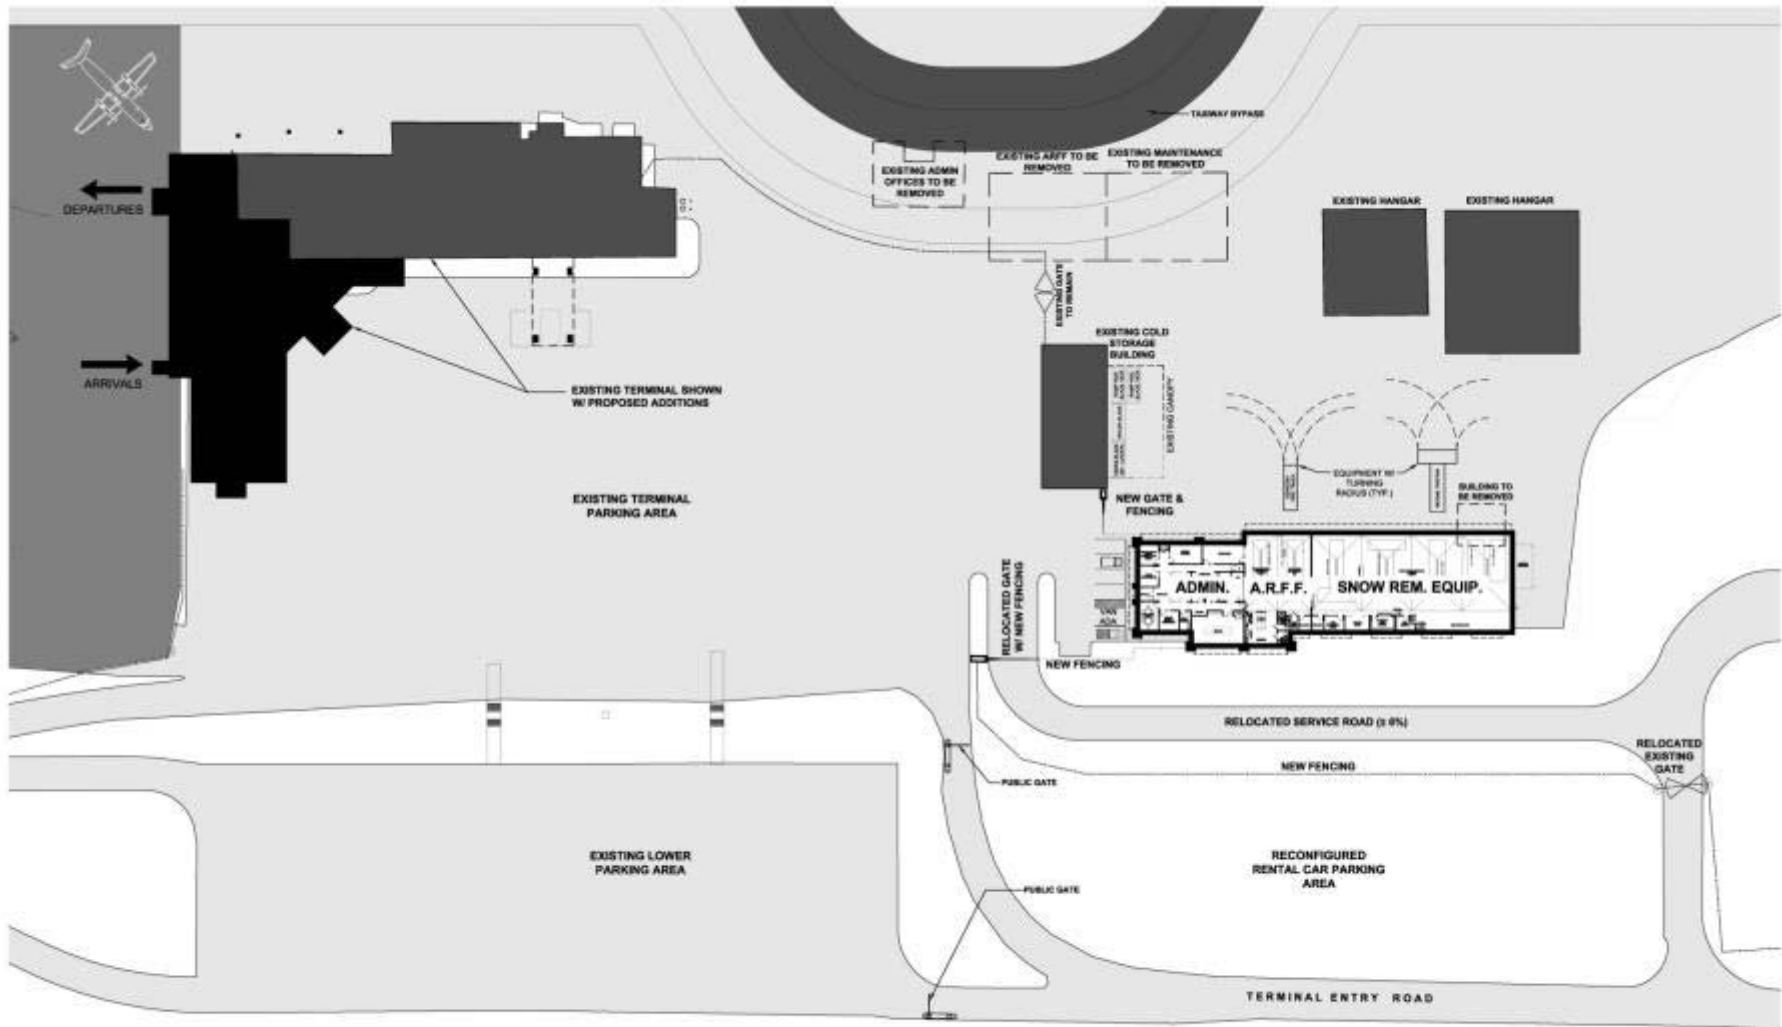 TAXIWAY BYPASS
EXISTING ADMIN
OFFICES TO BE
REMOVED
EXISTING ARFF TO BE
REMOVED
EXISTING MAINTENANCE
TO BE REMOVED
DEPARTURES
EXISTING HANGAR
EXISTING HANGAR
EXISTING GATE
TO REMAIN
EXISTING COLD
STORAGE
BUILDING
ARRIVALS
EXISTING TERMINAL SHOWN
W/ PROPOSED ADDITIONS
EXISTING CANOPY
EQUIPMENT W/
TURNING
RADIUS (TYP.)
BUILDING TO
BE REMOVED
EXISTING TERMINAL
PARKING AREA
NEW GATE &
FENCING
RELOCATED GATE
W/ NEW FENCING
VAN
ADA
ADMIN.
A.R.F.F.
SNOW REM. EQUIP.
NEW FENCING
RELOCATED SERVICE ROAD (± 6%)
RELOCATED
EXISTING
GATE
NEW FENCING
PUBLIC GATE
EXISTING LOWER
PARKING AREA
RECONFIGURED
RENTAL CAR PARKING
AREA
PUBLIC GATE
TERMINAL ENTRY ROAD